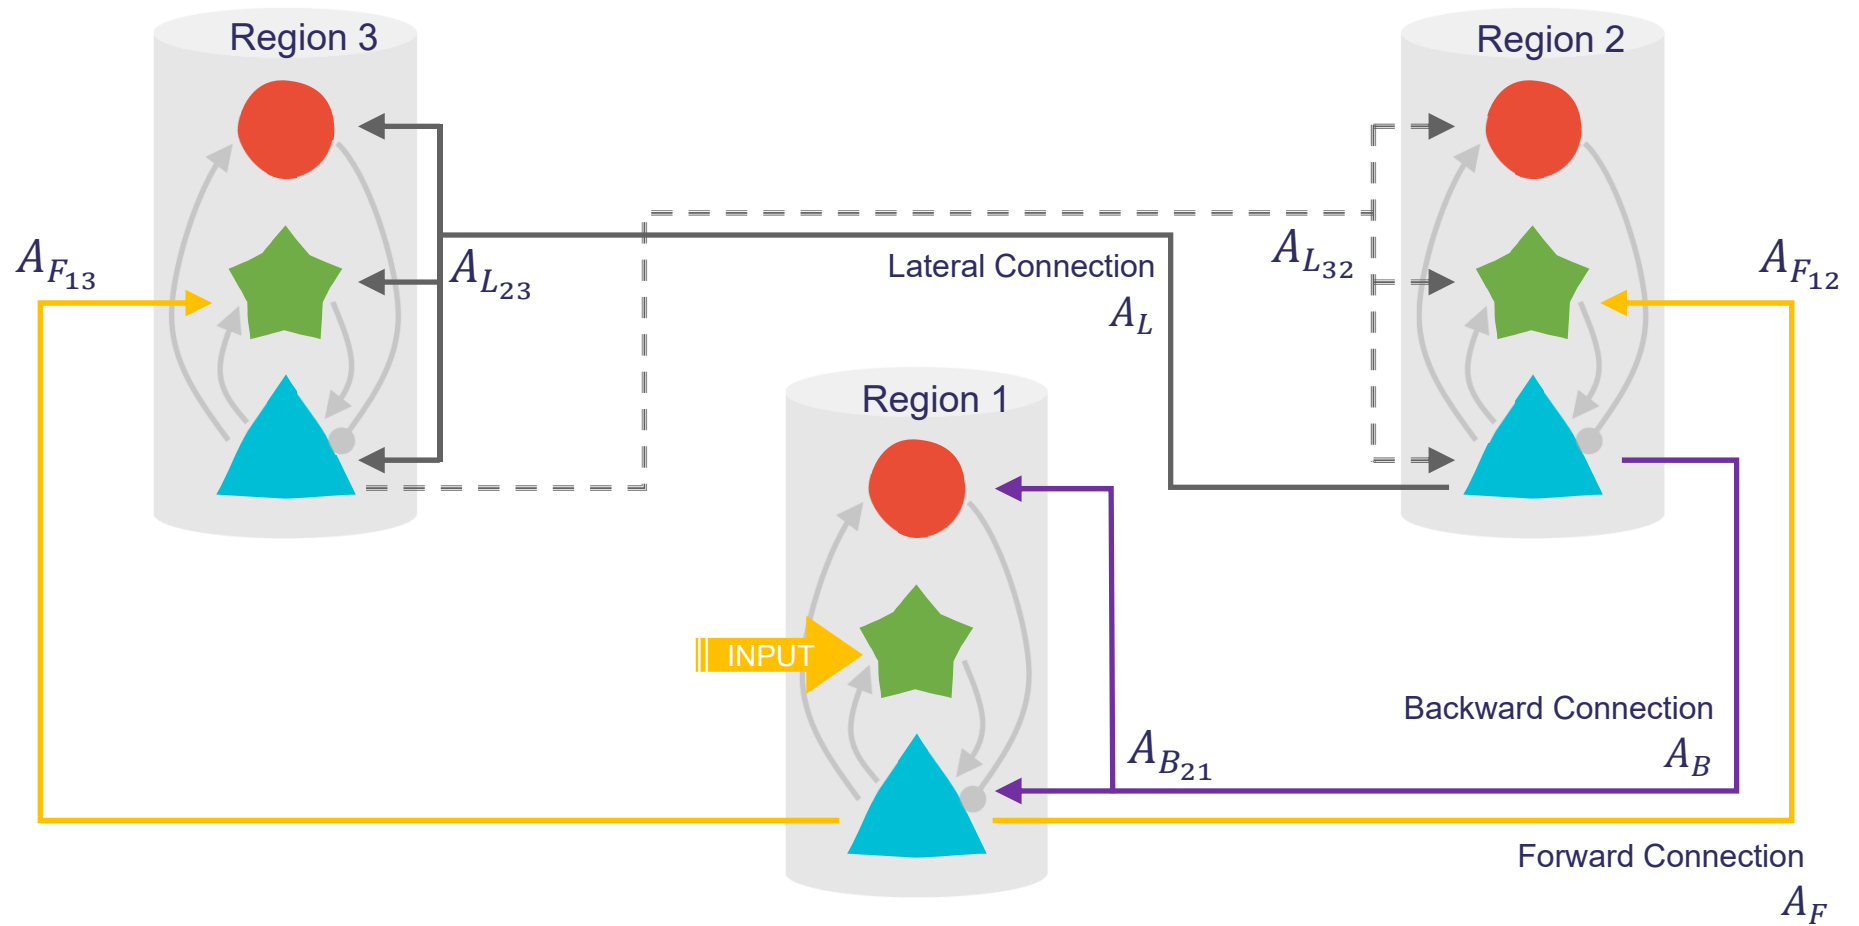 Region 3
Region 2
A_{F_{13}}
A_{L_{23}}
Lateral Connection
A_L
A_{L_{32}}
A_{F_{12}}
Region 1
INPUT
Backward Connection
A_B
A_{B_{21}}
Forward Connection
A_F